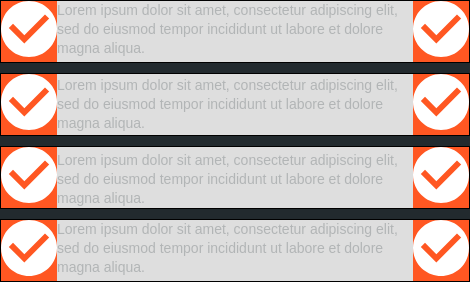 Lorem ipsum dolor sit amet, consectetur adipiscing elit,
sed do eiusmod tempor incididunt ut labore et dolore
magna aliqua.
Lorem ipsum dolor sit amet, consectetur adipiscing elit,
sed do eiusmod tempor incididunt ut labore et dolore
magna aliqua.
Lorem ipsum dolor sit amet, consectetur adipiscing elit,
sed do eiusmod tempor incididunt ut labore et dolore
magna aliqua.
Lorem ipsum dolor sit amet, consectetur adipiscing elit,
sed do eiusmod tempor incididunt ut labore et dolore
magna aliqua.